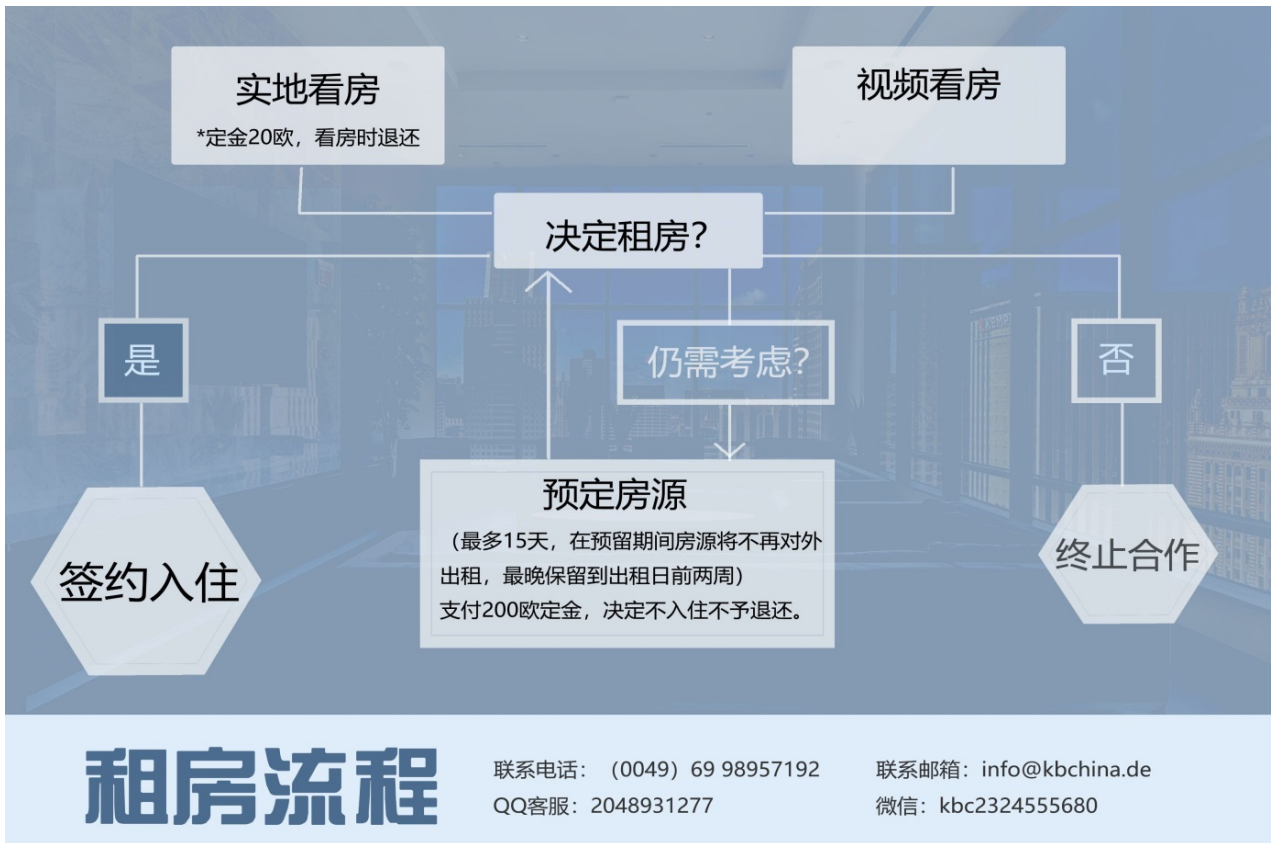 实地看房
*定金20欧，看房时退还
视频看房
决定租房？
是
仍需考虑？
否
预定房源
（最多15天，在预留期间房源将不再对外
出租，最晚保留到出租日前两周）
支付200欧定金，决定不入住不予退还。
签约入住
终止合作
租房流程
联系电话：（0049）69 98957192
QQ客服：2048931277
联系邮箱：info@kbchina.de
微信：kbc2324555680